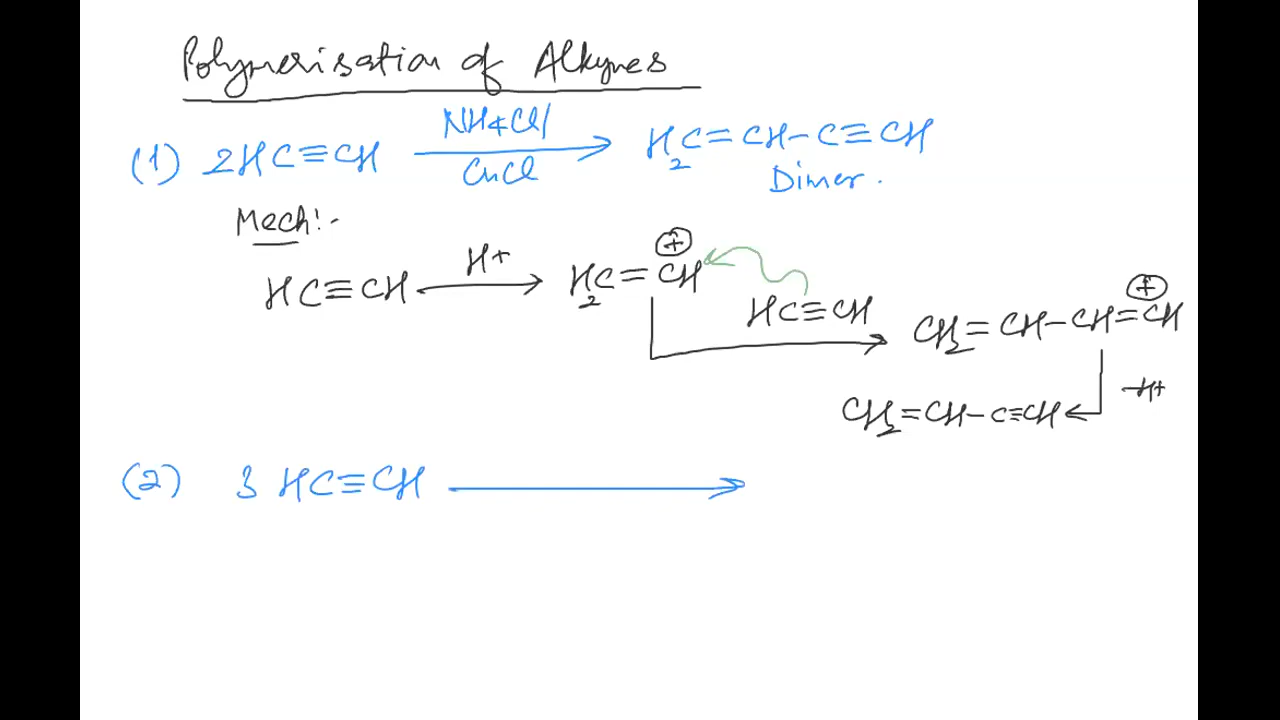 Polymerisation of Alkynes
(1) 2HC≡CH NH4Cl/ CuCl H2C=CH-C≡CH
Dimer.
Mech:-
HC≡CH H+ H2C=CH ⊕
HC≡CH CH2=CH-CH=CH ⊕
-H+
CH2=CH-C≡CH
(2) 3 HC≡CH